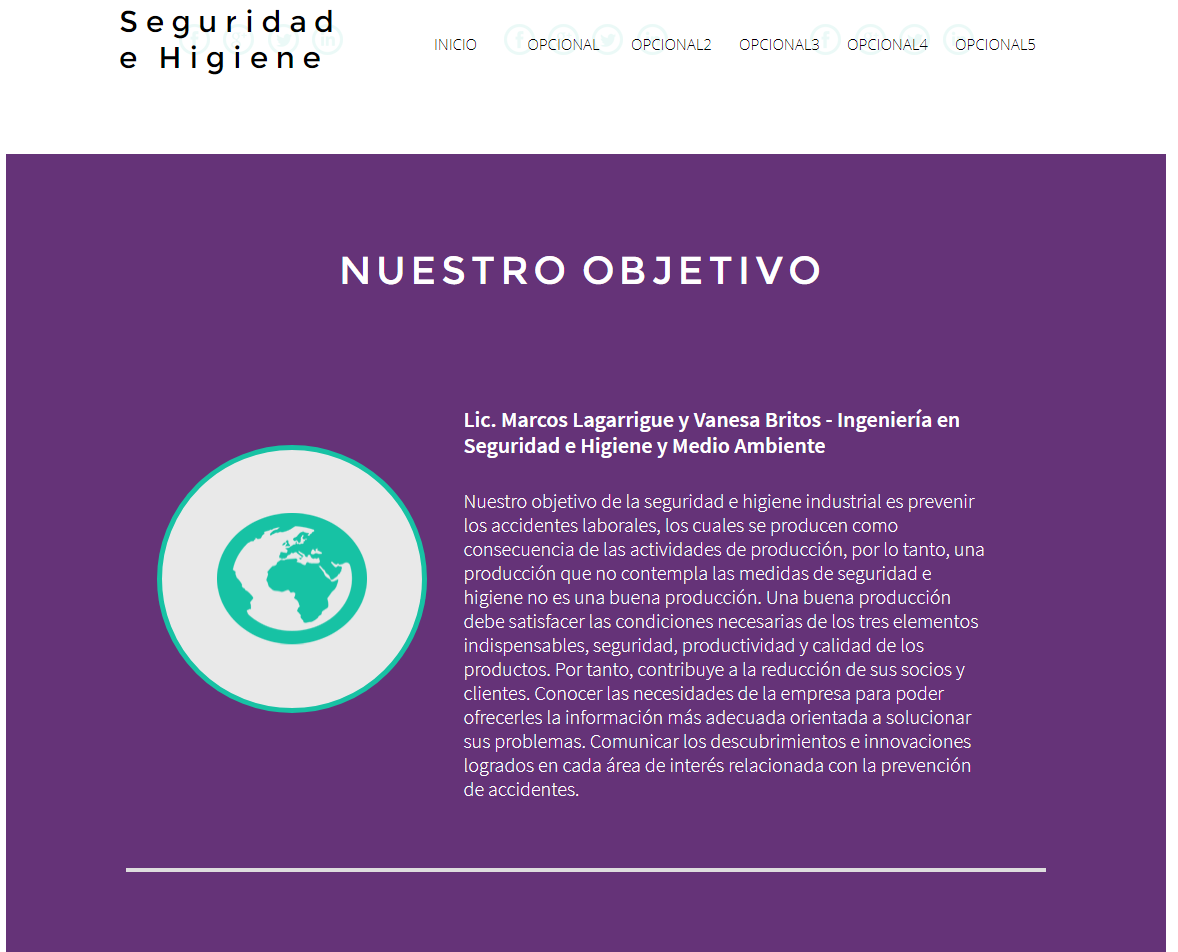 Seguridad
e Higiene
INICIO OPCIONAL OPCIONAL2 OPCIONAL3 OPCIONAL4 OPCIONAL5
NUESTRO OBJETIVO
Lic. Marcos Lagarrigue y Vanesa Britos - Ingeniería en
Seguridad e Higiene y Medio Ambiente
Nuestro objetivo de la seguridad e higiene industrial es prevenir
los accidentes laborales, los cuales se producen como
consecuencia de las actividades de producción, por lo tanto, una
producción que no contempla las medidas de seguridad e
higiene no es una buena producción. Una buena producción
debe satisfacer las condiciones necesarias de los tres elementos
indispensables, seguridad, productividad y calidad de los
productos. Por tanto, contribuye a la reducción de sus socios y
clientes. Conocer las necesidades de la empresa para poder
ofrecerles la información más adecuada orientada a solucionar
sus problemas. Comunicar los descubrimientos e innovaciones
logrados en cada área de interés relacionada con la prevención
de accidentes.